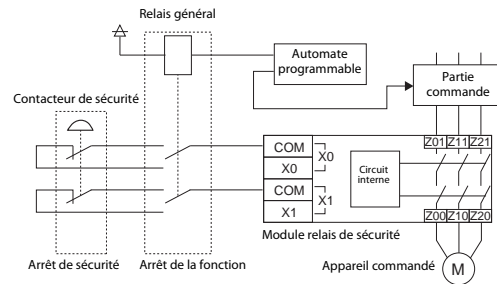 Relais général
Automate
programmable
Partie
commande
Contacteur de sécurité
Z01 Z11 Z21
COM
X0
X0
COM
X1
X1
Circuit
interne
Z00 Z10 Z20
Module relais de sécurité
Arrêt de sécurité
Arrêt de la fonction
Appareil commandé
M